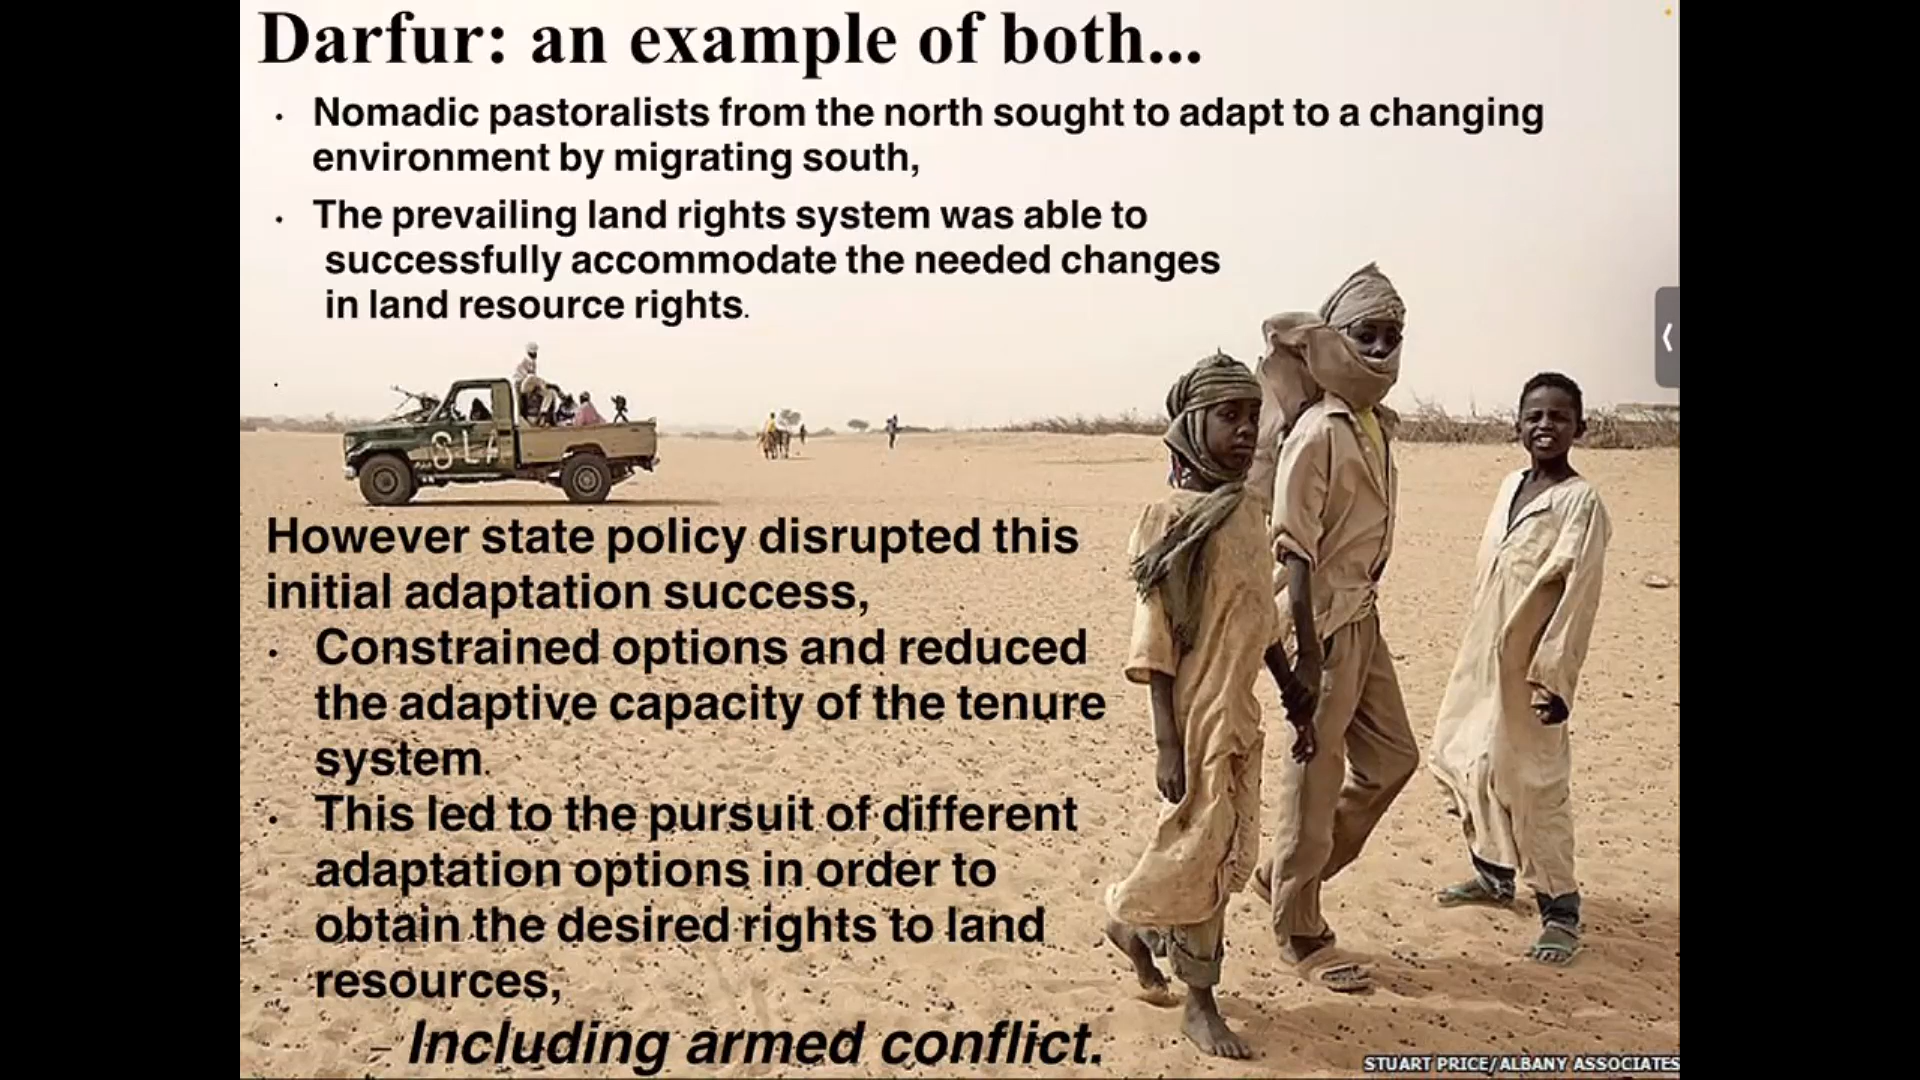 Darfur: an example of both...
· Nomadic pastoralists from the north sought to adapt to a changing
environment by migrating south,
· The prevailing land rights system was able to
successfully accommodate the needed changes
in land resource rights.
SLA
However state policy disrupted this
initial adaptation success,
· Constrained options and reduced
the adaptive capacity of the tenure
system.
· This led to the pursuit of different
adaptation options in order to
obtain the desired rights to land
resources,
– Including armed conflict.
STUART PRICE/ALBANY ASSOCIATES